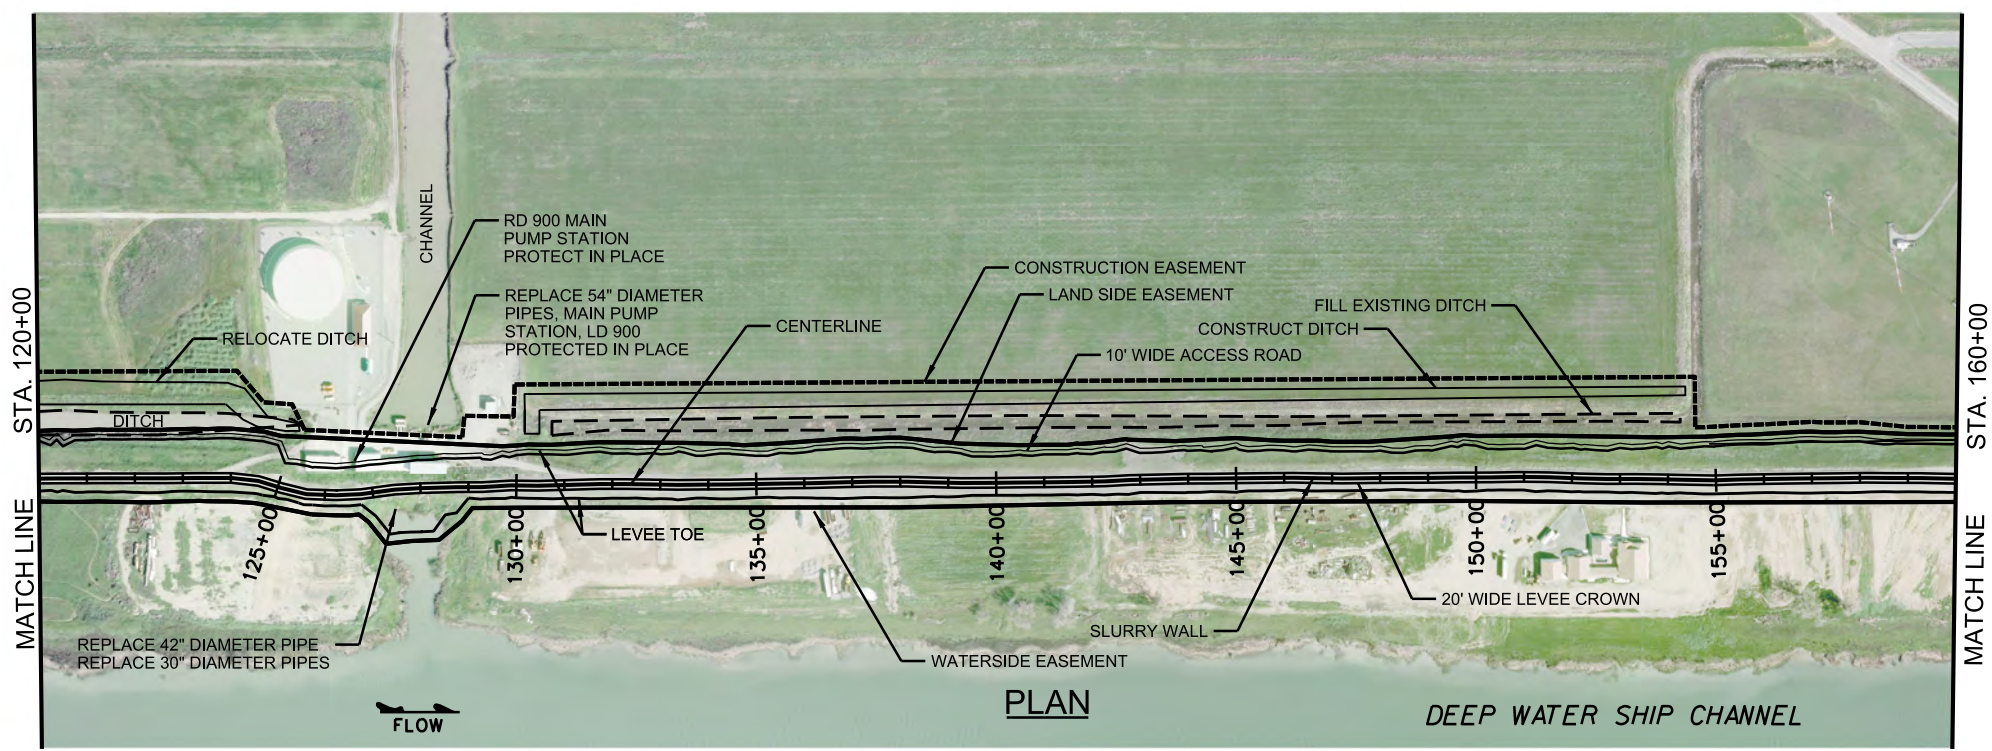 CHANNEL
RD 900 MAIN
PUMP STATION
PROTECT IN PLACE
REPLACE 54" DIAMETER
PIPES, MAIN PUMP
STATION, LD 900
PROTECTED IN PLACE
CONSTRUCTION EASEMENT
LAND SIDE EASEMENT
FILL EXISTING DITCH
CONSTRUCT DITCH
CENTERLINE
10' WIDE ACCESS ROAD
RELOCATE DITCH
DITCH
MATCH LINE STA. 120+00
MATCH LINE STA. 160+00
125+00
130+00
135+00
140+00
145+00
150+00
155+00
LEVEE TOE
20' WIDE LEVEE CROWN
SLURRY WALL
REPLACE 42" DIAMETER PIPE
REPLACE 30" DIAMETER PIPES
WATERSIDE EASEMENT
FLOW
PLAN
DEEP WATER SHIP CHANNEL